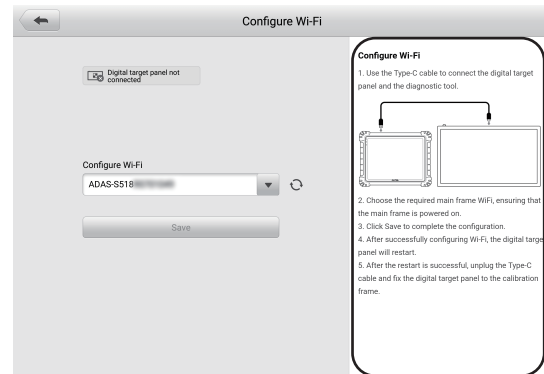 Configure Wi-Fi
Digital target panel not
connected
Configure Wi-Fi
ADAS-S518
Save
Configure Wi-Fi
1. Use the Type-C cable to connect the digital target
panel and the diagnostic tool.
2. Choose the required main frame WiFi, ensuring that
the main frame is powered on.
3. Click Save to complete the configuration.
4. After successfully configuring Wi-Fi, the digital targe
panel will restart.
5. After the restart is successful, unplug the Type-C
cable and fix the digital target panel to the calibration
frame.